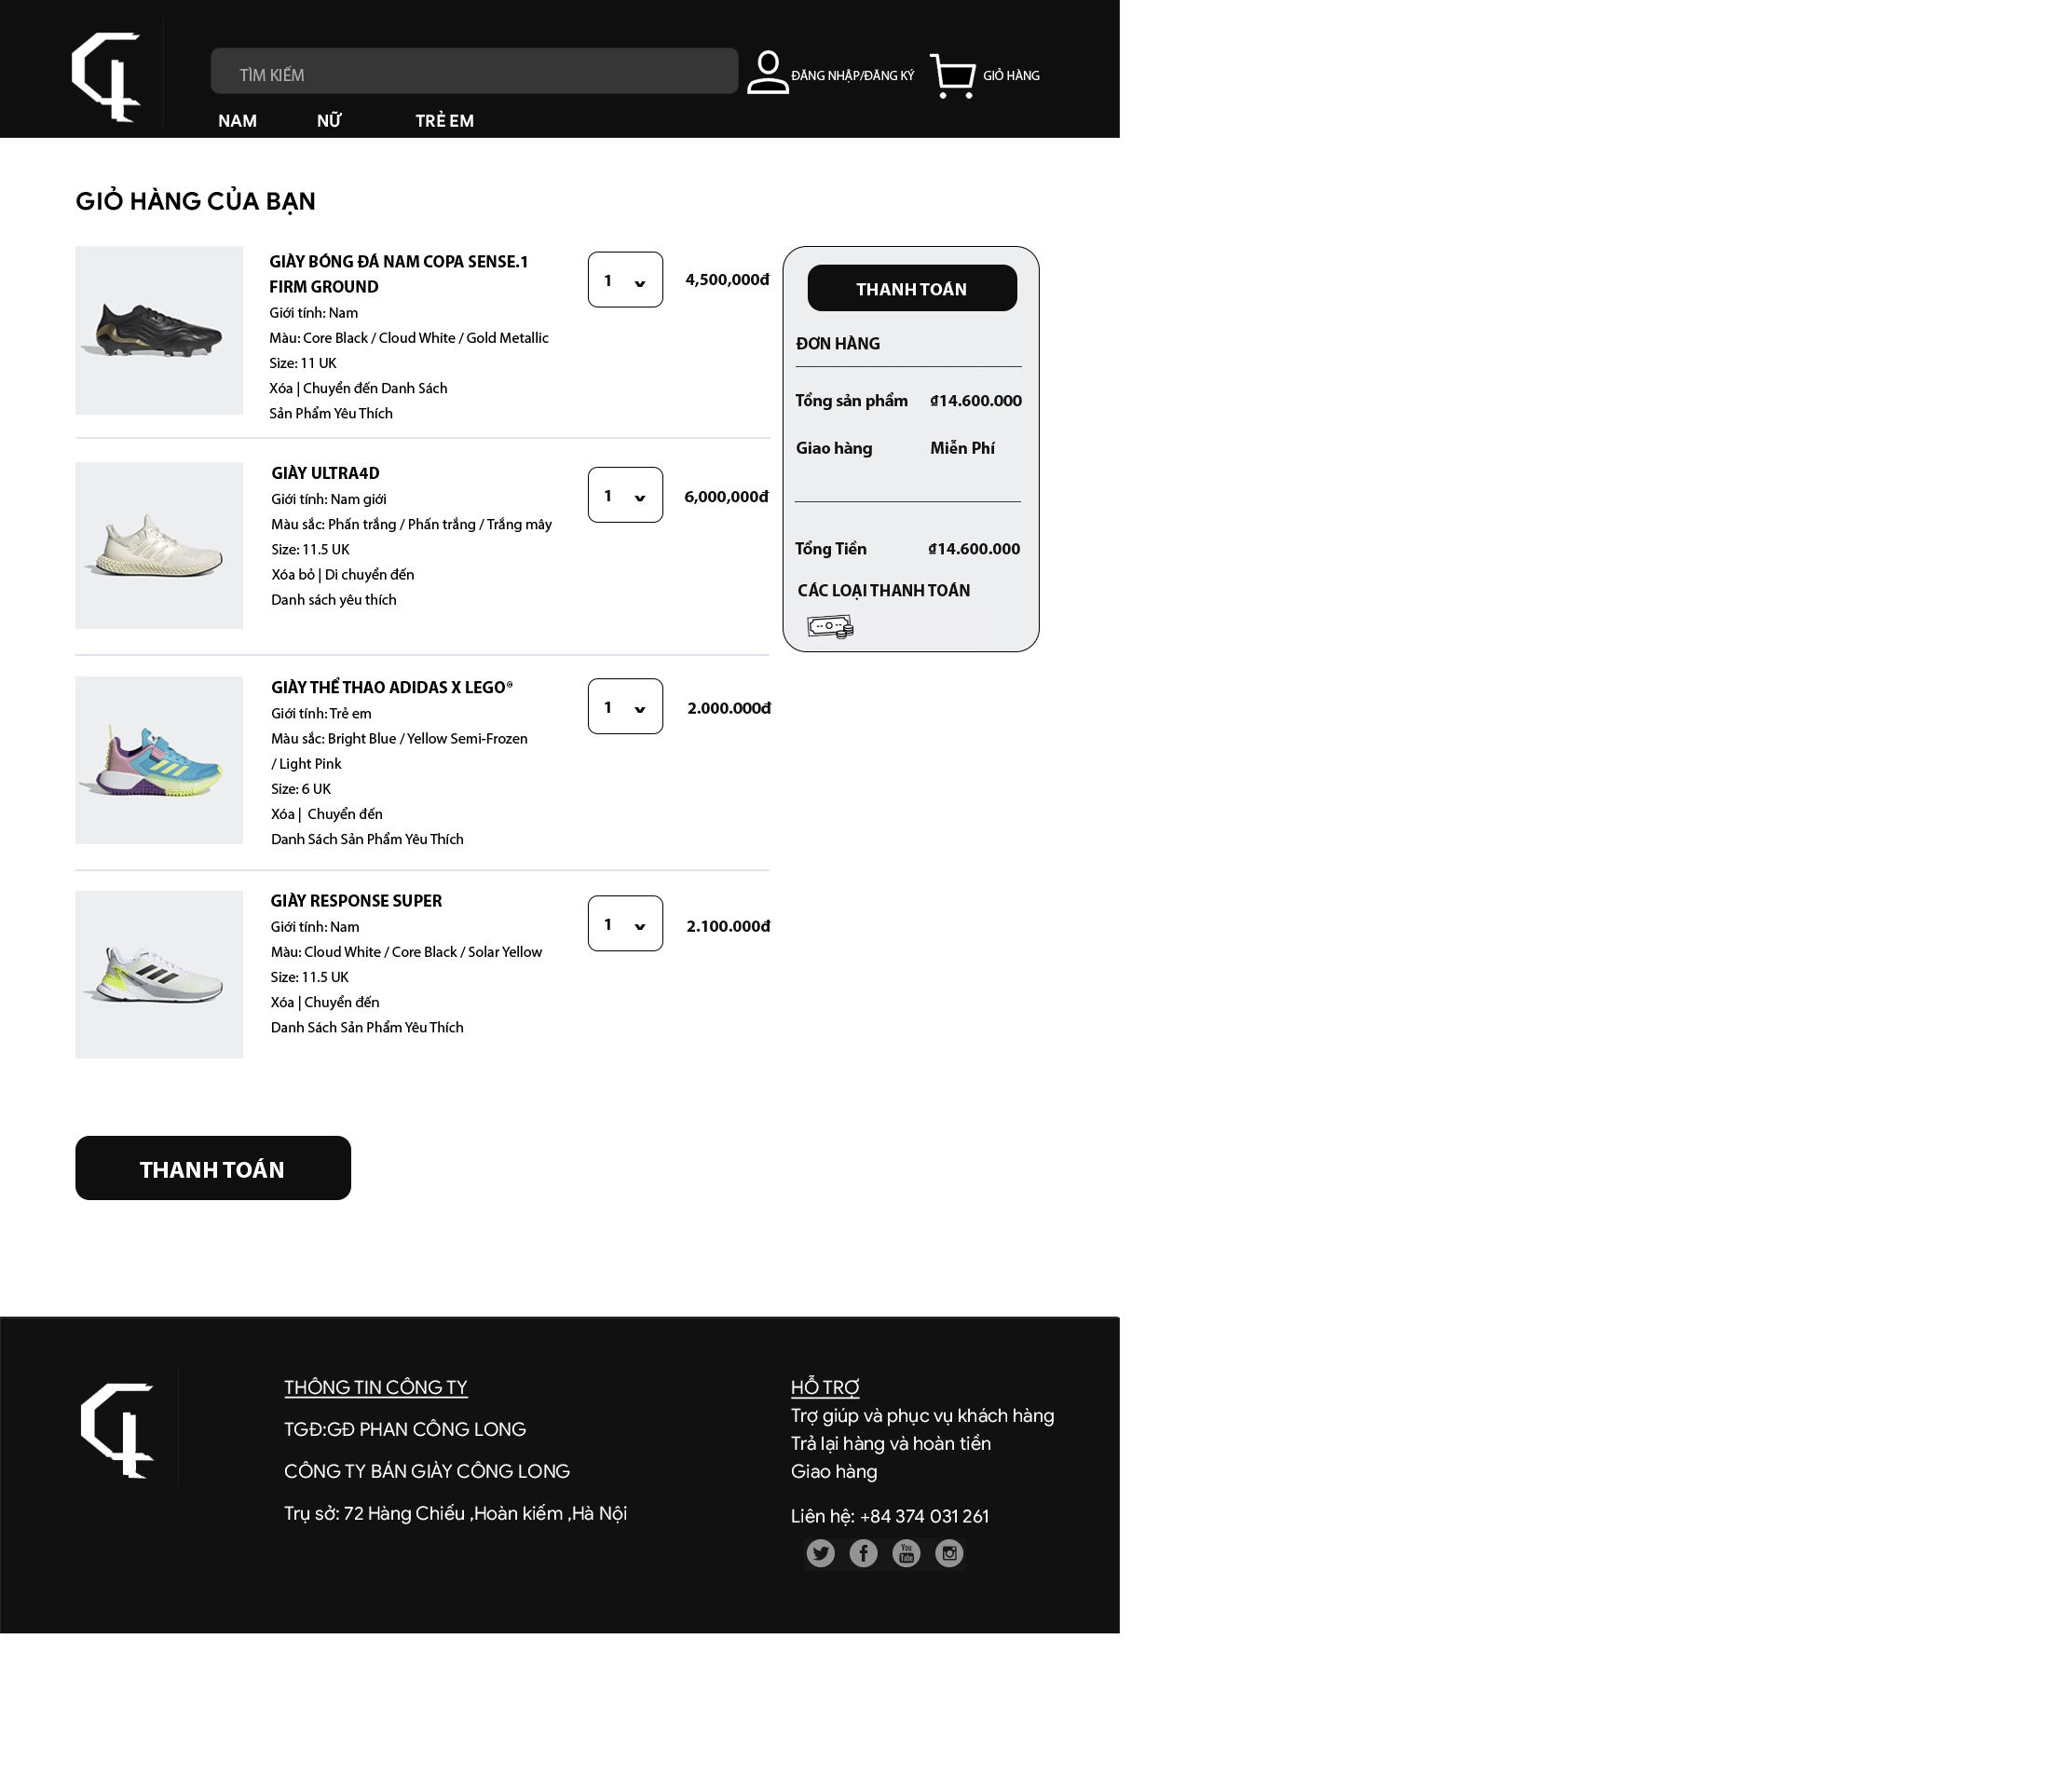 TÌM KIẾM
ĐĂNG NHẬP/ĐĂNG KÝ
GIỎ HÀNG
NAM
NỮ
TRẺ EM
GIỎ HÀNG CỦA BẠN
GIÀY BÓNG ĐÁ NAM COPA SENSE.1
FIRM GROUND
Giới tính: Nam
Màu: Core Black / Cloud White / Gold Metallic
Size: 11 UK
Xóa | Chuyển đến Danh Sách
Sản Phẩm Yêu Thích
1
4,500,000đ
GIÀY ULTRA4D
Giới tính: Nam giới
Màu sắc: Phấn trắng / Phấn trắng / Trắng mây
Size: 11.5 UK
Xóa bỏ | Di chuyển đến
Danh sách yêu thích
1
6,000,000đ
GIÀY THỂ THAO ADIDAS X LEGO®
Giới tính: Trẻ em
Màu sắc: Bright Blue / Yellow Semi-Frozen
/ Light Pink
Size: 6 UK
Xóa |  Chuyển đến
Danh Sách Sản Phẩm Yêu Thích
1
2.000.000đ
GIÀY RESPONSE SUPER
Giới tính: Nam
Màu: Cloud White / Core Black / Solar Yellow
Size: 11.5 UK
Xóa | Chuyển đến
Danh Sách Sản Phẩm Yêu Thích
1
2.100.000đ
THANH TOÁN
ĐƠN HÀNG
Tổng sản phẩm ₫14.600.000
Giao hàng Miễn Phí
Tổng Tiền ₫14.600.000
CÁC LOẠI THANH TOÁN
THANH TOÁN
THÔNG TIN CÔNG TY
TGĐ:GĐ PHAN CÔNG LONG
CÔNG TY BÁN GIÀY CÔNG LONG
Trụ sở: 72 Hàng Chiếu ,Hoàn kiếm ,Hà Nội
HỖ TRỢ
Trợ giúp và phục vụ khách hàng
Trả lại hàng và hoàn tiền
Giao hàng
Liên hệ: +84 374 031 261
You
Tube